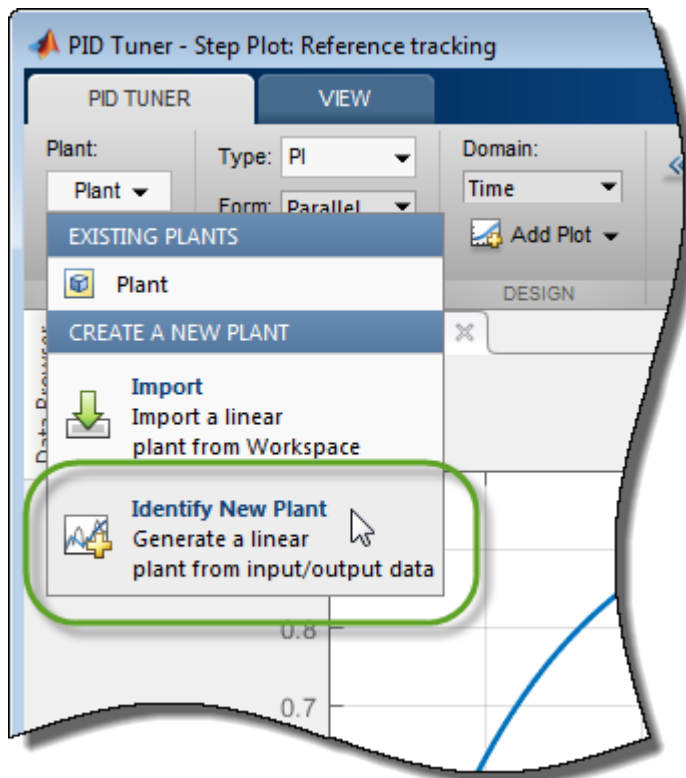 PID Tuner - Step Plot: Reference tracking
PID TUNER
VIEW
Plant:
Type: PI
Domain:
Plant
Form: Parallel
Time
Add Plot
EXISTING PLANTS
Plant
DESIGN
CREATE A NEW PLANT
Data Browser
Import
Import a linear
plant from Workspace
Identify New Plant
Generate a linear
plant from input/output data
0.8
0.7